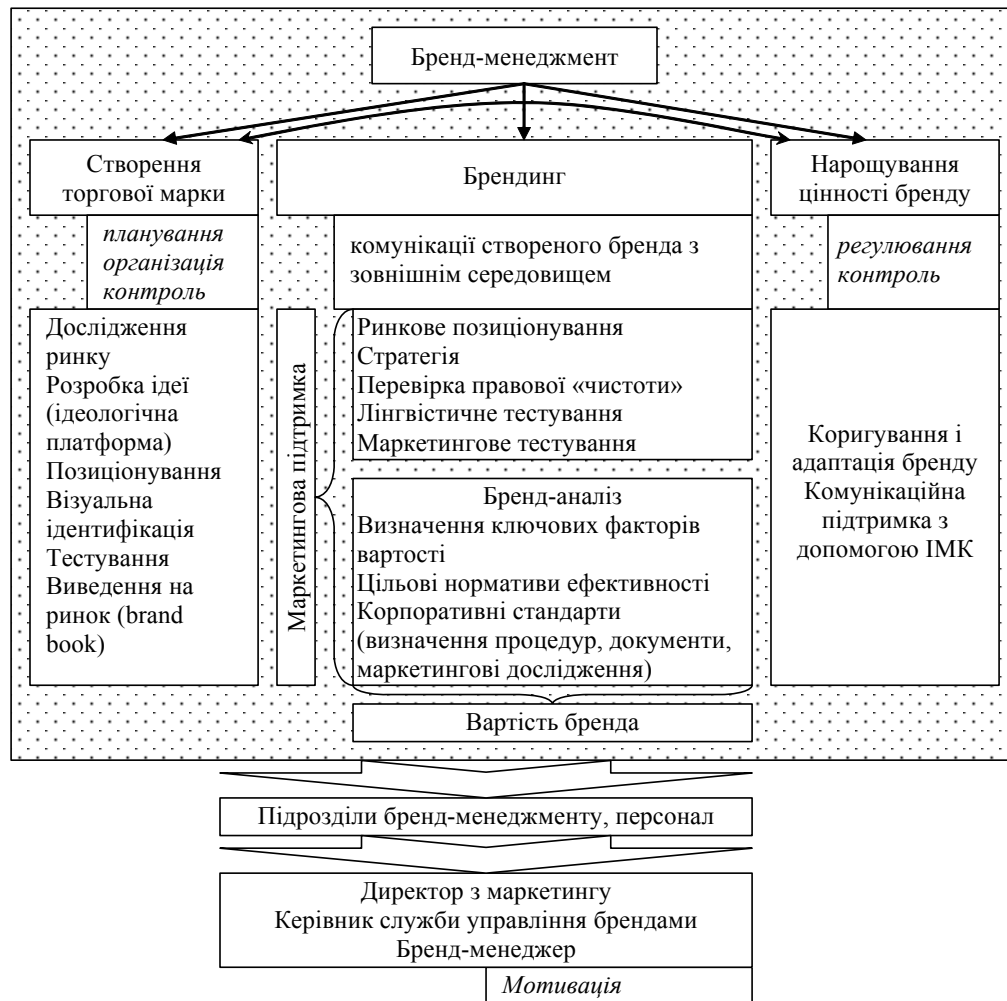 Бренд-менеджмент
Створення
торгової марки
планування
організація
контроль
Дослідження
ринку
Розробка ідеї
(ідеологічна
платформа)
Позиціонування
Візуальна
ідентифікація
Тестування
Виведення на
ринок (brand
book)
Брендинг
комунікації створеного бренда з
зовнішнім середовищем
Маркетингова підтримка
Ринкове позиціонування
Стратегія
Перевірка правової «чистоти»
Лінгвістичне тестування
Маркетингове тестування
Бренд-аналіз
Визначення ключових факторів
вартості
Цільові нормативи ефективності
Корпоративні стандарти
(визначення процедур, документи,
маркетингові дослідження)
Вартість бренда
Нарощування
цінності бренду
регулювання
контроль
Коригування і
адаптація бренду
Комунікаційна
підтримка з
допомогою ІМК
Підрозділи бренд-менеджменту, персонал
Директор з маркетингу
Керівник служби управління брендами
Бренд-менеджер
Мотивація